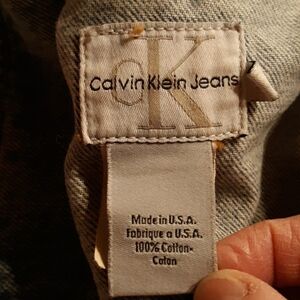 cK
Calvin Klein Jeans
Made in U.S.A.
Fabrique a U.S.A.
100% Cotton-
Coton